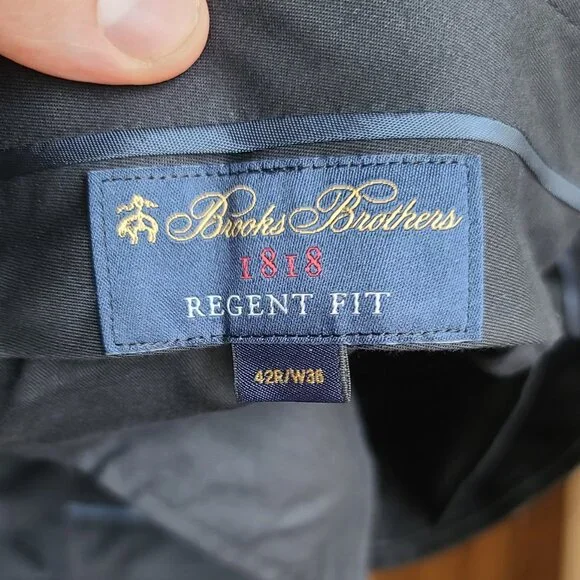 Brooks Brothers
1818
REGENT FIT
42R/W36